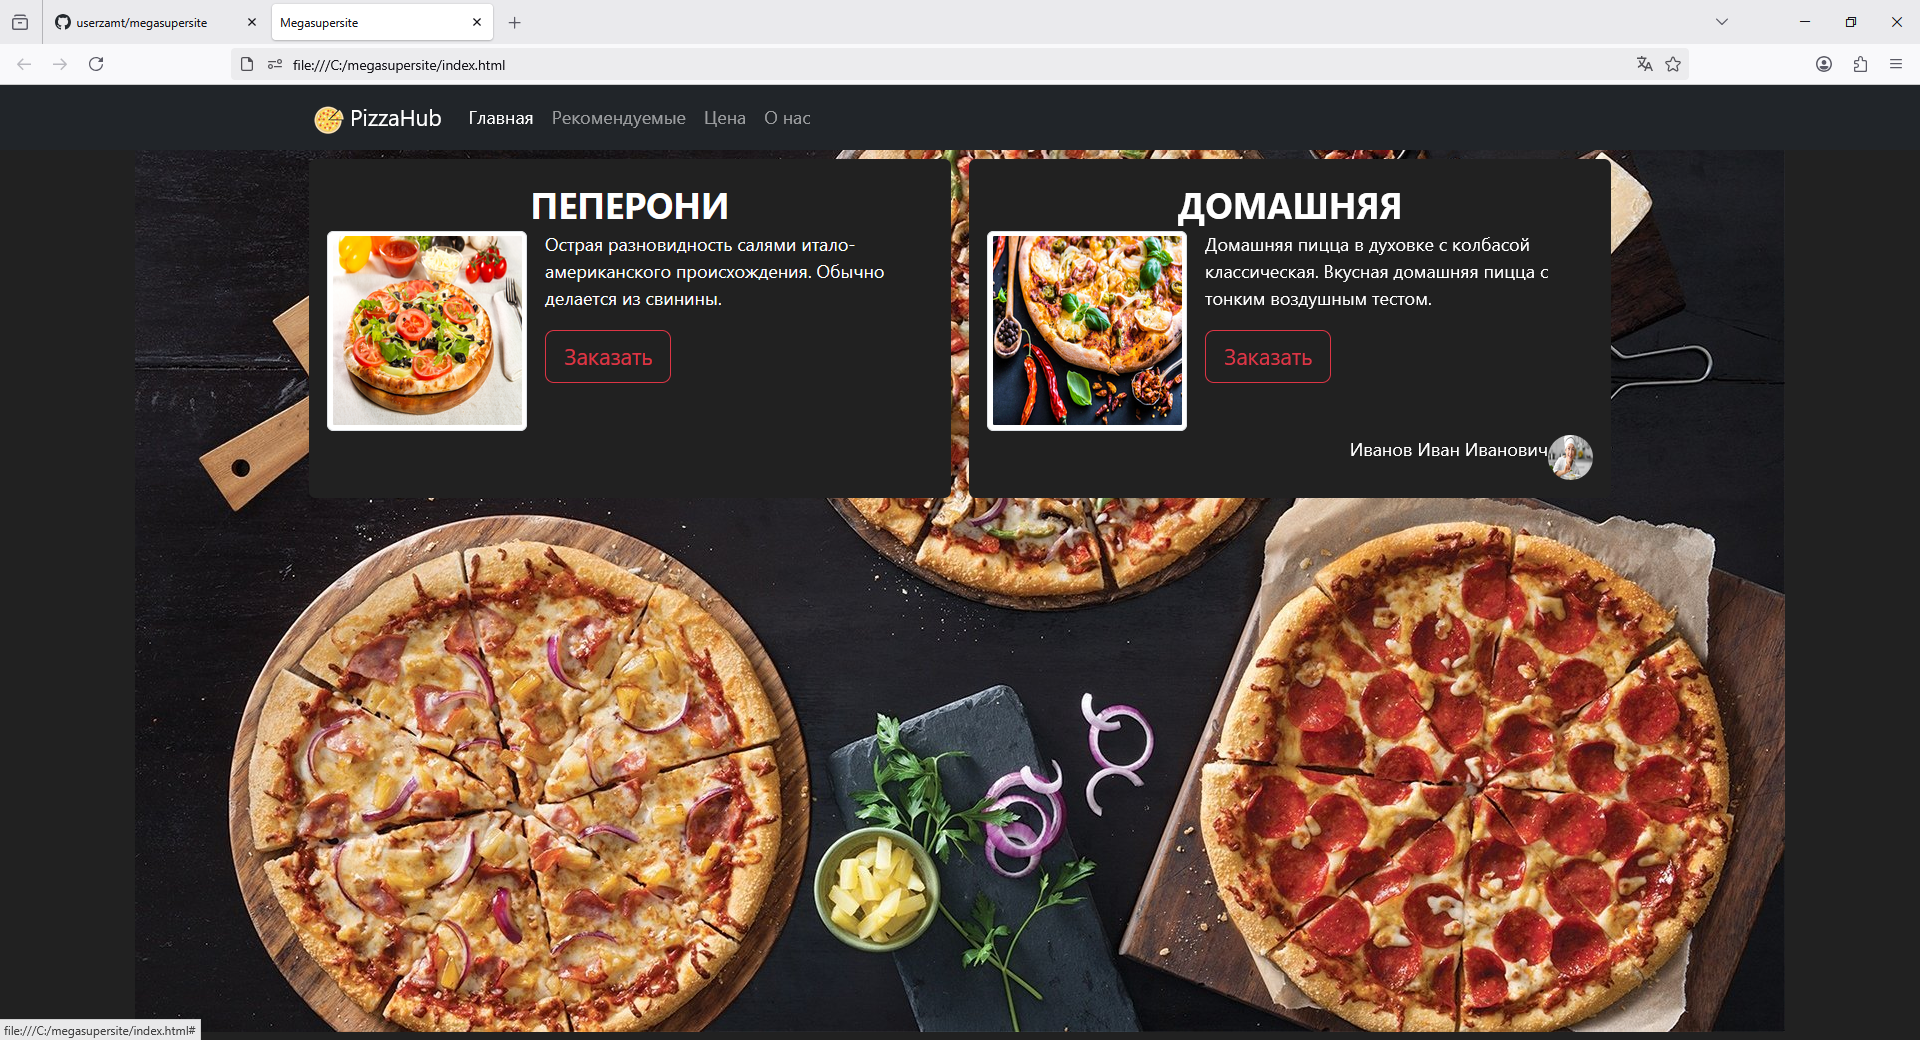 userzamt/megasupersite
Megasupersite
file:///C:/megasupersite/index.html
PizzaHub
Главная
Рекомендуемые
Цена
О нас
ПЕПЕРОНИ
Острая разновидность салями итало-
американского происхождения. Обычно
делается из свинины.
Заказать
ДОМАШНЯЯ
Домашняя пицца в духовке с колбасой
классическая. Вкусная домашняя пицца с
тонким воздушным тестом.
Заказать
Иванов Иван Иванович
file:///C:/megasupersite/index.html#